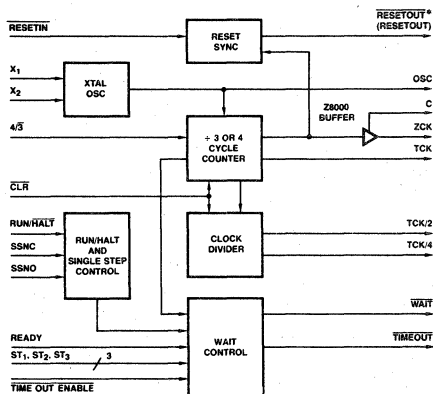 RESETIN
RESET
SYNC
RESETOUT*
(RESETOUT)
X1
X2
XTAL
OSC
OSC
4/3
÷ 3 OR 4
CYCLE
COUNTER
Z8000
BUFFER
C
ZCK
TCK
CLR
RUN/HALT
SSNC
SSNO
RUN/HALT
AND
SINGLE STEP
CONTROL
CLOCK
DIVIDER
TCK/2
TCK/4
READY
ST1, ST2, ST3
3
TIME OUT ENABLE
WAIT
CONTROL
WAIT
TIMEOUT